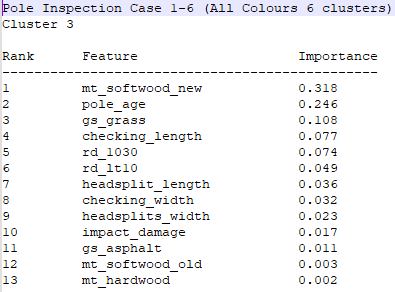 Pole Inspection Case 1-6 (All Colours 6 clusters)
Cluster 3
Rank Feature Importance
------------------------------------------------
1 mt_softwood_new 0.318
2 pole_age 0.246
3 gs_grass 0.108
4 checking_length 0.077
5 rd_1030 0.074
6 rd_lt10 0.049
7 headsplit_length 0.036
8 checking_width 0.032
9 headsplits_width 0.023
10 impact_damage 0.017
11 gs_asphalt 0.011
12 mt_softwood_old 0.003
13 mt_hardwood 0.002